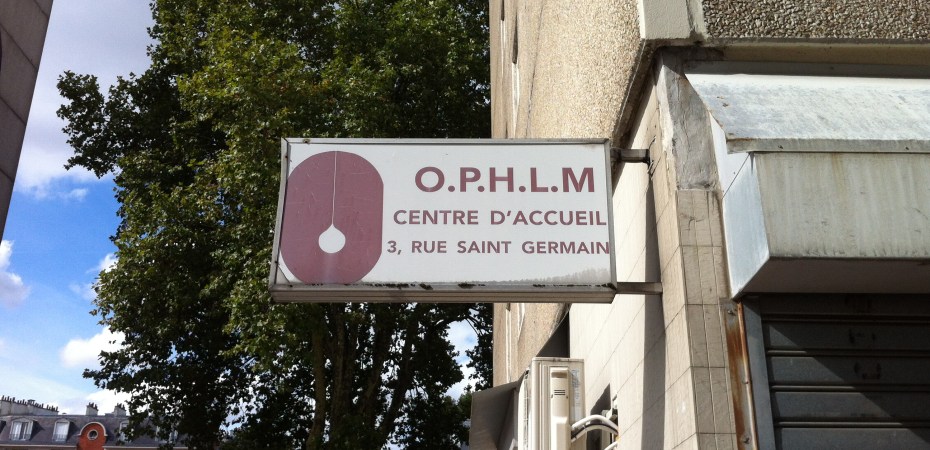 O.P.H.L.M
CENTRE D'ACCUEIL
3, RUE SAINT GERMAIN